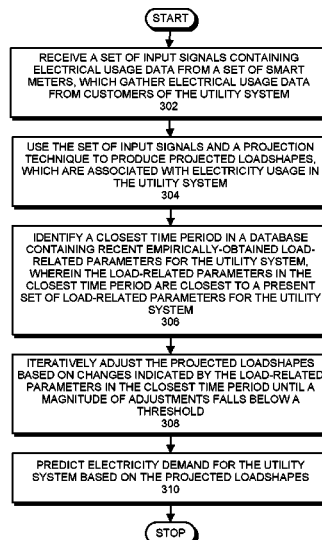 START
RECEIVE A SET OF INPUT SIGNALS CONTAINING
ELECTRICAL USAGE DATA FROM A SET OF SMART
METERS, WHICH GATHER ELECTRICAL USAGE DATA
FROM CUSTOMERS OF THE UTILITY SYSTEM
302
USE THE SET OF INPUT SIGNALS AND A PROJECTION
TECHNIQUE TO PRODUCE PROJECTED LOADSHAPES,
WHICH ARE ASSOCIATED WITH ELECTRICITY USAGE IN
THE UTILITY SYSTEM
304
IDENTIFY A CLOSEST TIME PERIOD IN A DATABASE
CONTAINING RECENT EMPIRICALLY-OBTAINED LOAD-
RELATED PARAMETERS FOR THE UTILITY SYSTEM,
WHEREIN THE LOAD-RELATED PARAMETERS IN THE
CLOSEST TIME PERIOD ARE CLOSEST TO A PRESENT
SET OF LOAD-RELATED PARAMETERS FOR THE UTILITY
SYSTEM
306
ITERATIVELY ADJUST THE PROJECTED LOADSHAPES
BASED ON CHANGES INDICATED BY THE LOAD-RELATED
PARAMETERS IN THE CLOSEST TIME PERIOD UNTIL A
MAGNITUDE OF ADJUSTMENTS FALLS BELOW A
THRESHOLD
308
PREDICT ELECTRICITY DEMAND FOR THE UTILITY
SYSTEM BASED ON THE PROJECTED LOADSHAPES
310
STOP